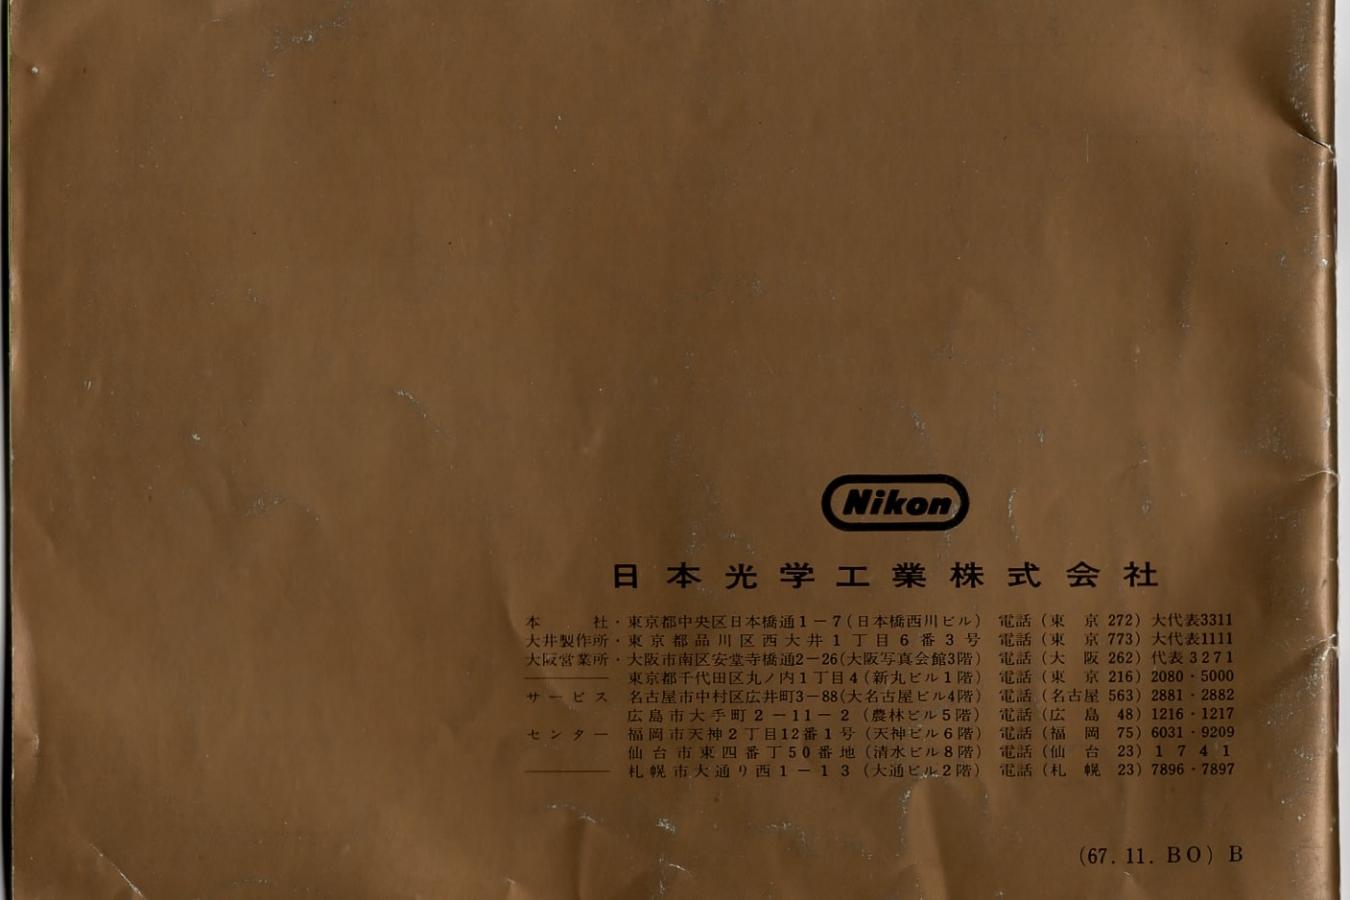 Nikon
日本光学工業株式会社
本　　社・東京都中央区日本橋通1-7(日本橋西川ビル) 電話(東　京 272) 大代表3311
大井製作所・東京都品川区西大井1丁目6番3号 電話(東　京 773) 大代表1111
大阪営業所・大阪市南区安堂寺橋通2-26(大阪写真会館3階) 電話(大　阪 262) 代表3271
東京都千代田区丸ノ内1丁目4(新丸ビル1階) 電話(東　京 216) 2080・5000
サービス 名古屋市中村区広井町3-88(大名古屋ビル4階) 電話(名古屋 563) 2881・2882
広島市大手町2-11-2(農林ビル5階) 電話(広　島 48) 1216・1217
センター 福岡市天神2丁目12番1号(天神ビル6階) 電話(福　岡 75) 6031・9209
仙台市東四番丁50番地(清水ビル8階) 電話(仙　台 23) 1741
札幌市大通り西1-13(大通ビル2階) 電話(札　幌 23) 7896・7897
(67. 11. BO) B